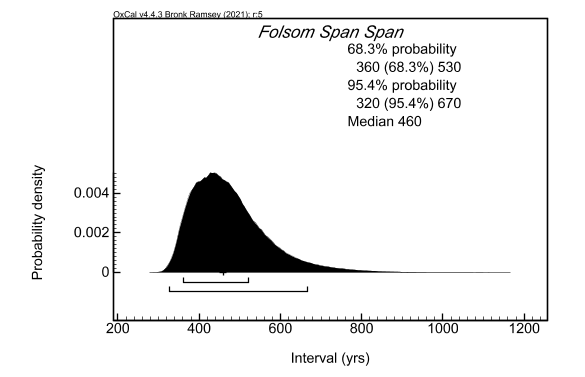 OxCal v4.4.3 Bronk Ramsey (2021); r:5
Folsom Span Span
68.3% probability
360 (68.3%) 530
95.4% probability
320 (95.4%) 670
Median 460
Probability density
0.004
0.002
0
200 400 600 800 1000 1200
Interval (yrs)